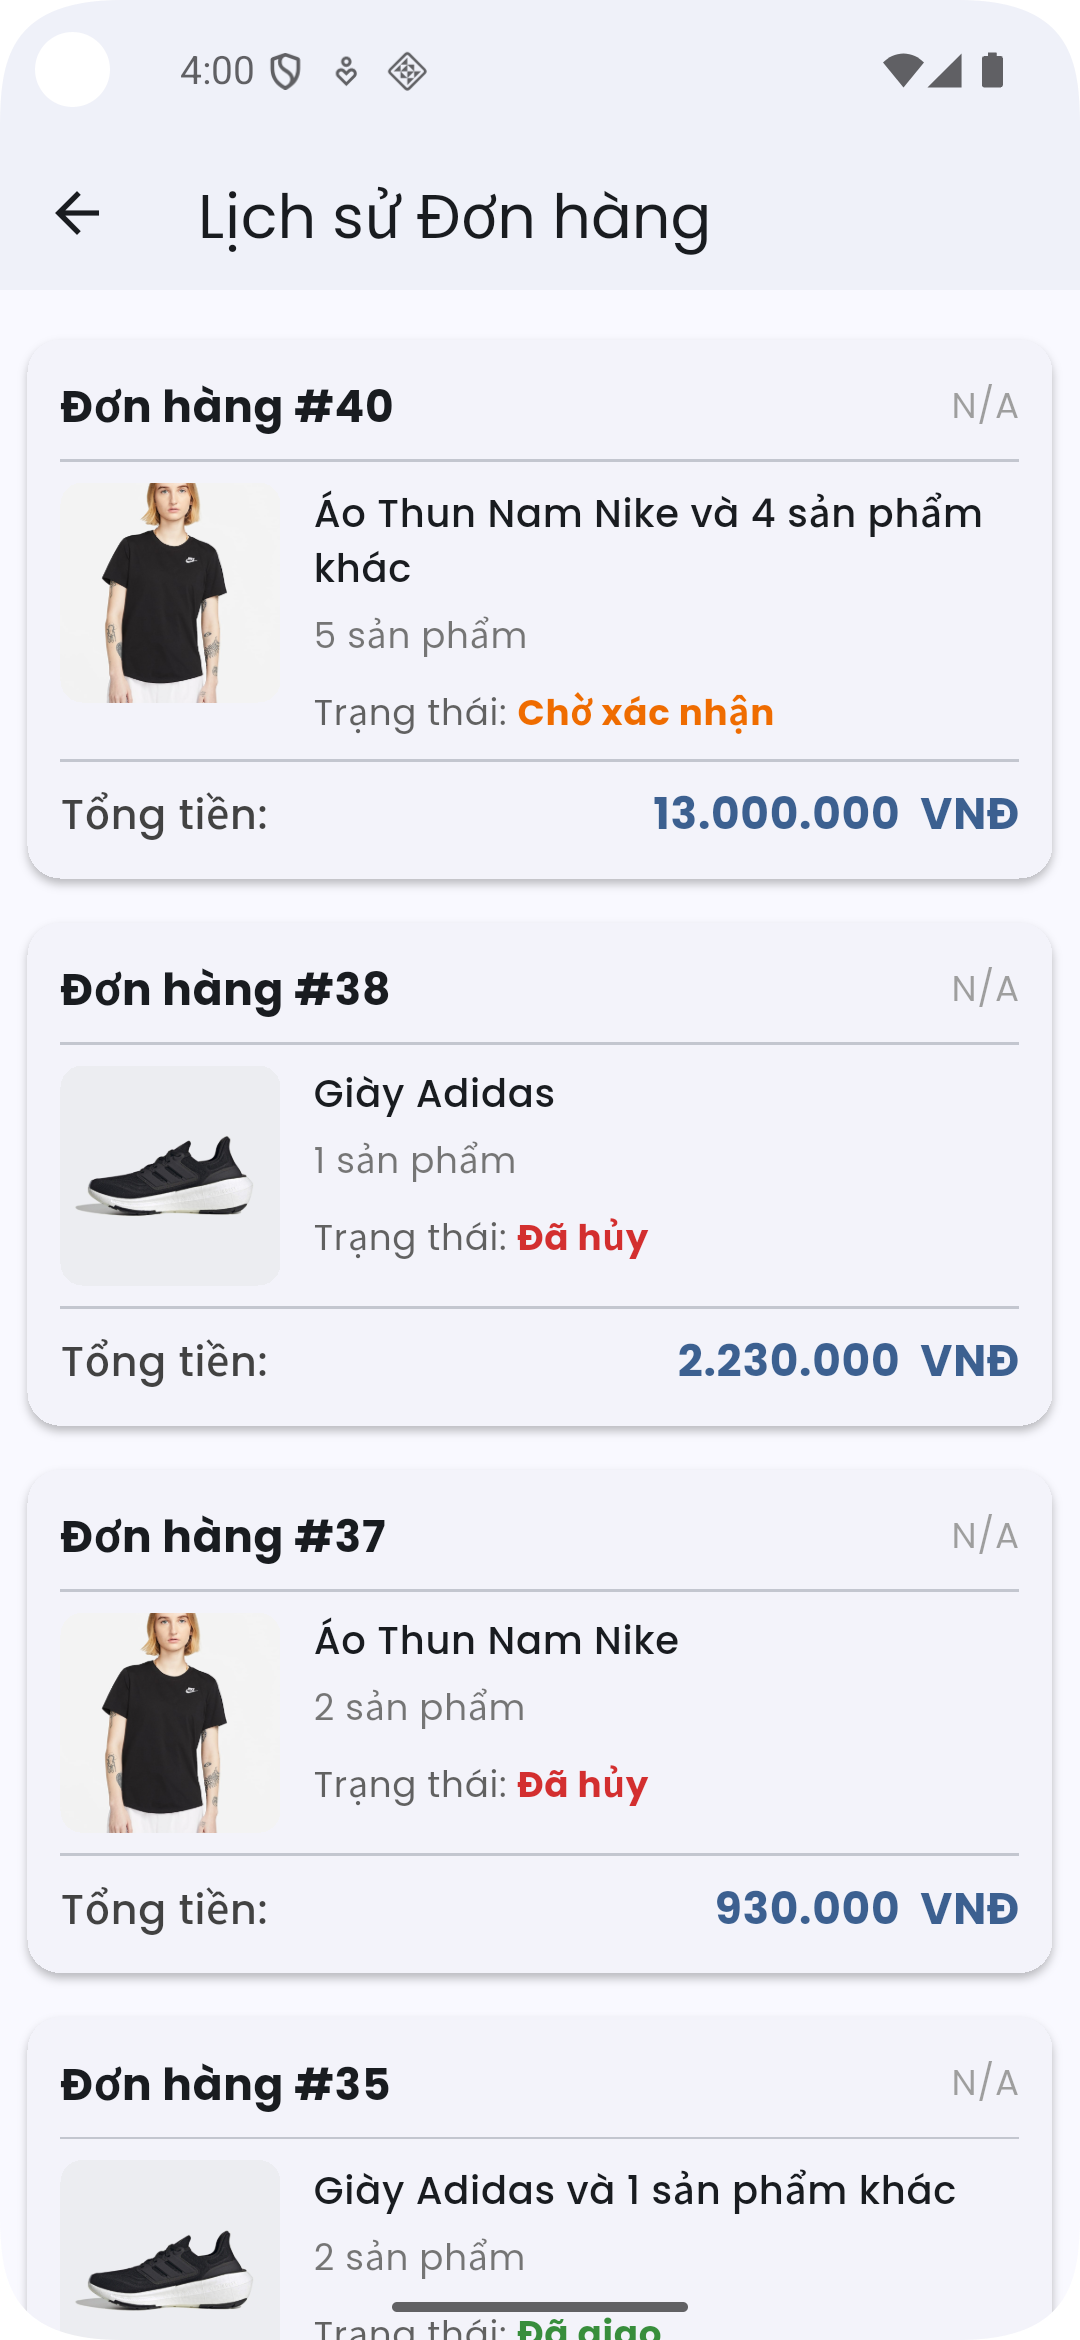 4:00
Lịch sử Đơn hàng
Đơn hàng #40 N/A
Áo Thun Nam Nike và 4 sản phẩm
khác
5 sản phẩm
Trạng thái: Chờ xác nhận
Tổng tiền: 13.000.000 VNĐ
Đơn hàng #38 N/A
Giày Adidas
1 sản phẩm
Trạng thái: Đã hủy
Tổng tiền: 2.230.000 VNĐ
Đơn hàng #37 N/A
Áo Thun Nam Nike
2 sản phẩm
Trạng thái: Đã hủy
Tổng tiền: 930.000 VNĐ
Đơn hàng #35 N/A
Giày Adidas và 1 sản phẩm khác
2 sản phẩm
Trạng thái: Đã giao